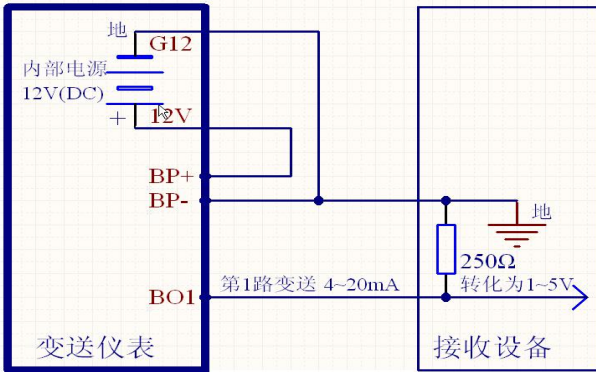 地
G12
内部电源
12V(DC)
+
12V
BP+
BP-
地
250Ω
第1路变送 4~20mA
转化为1~5V
BO1
变送仪表
接收设备